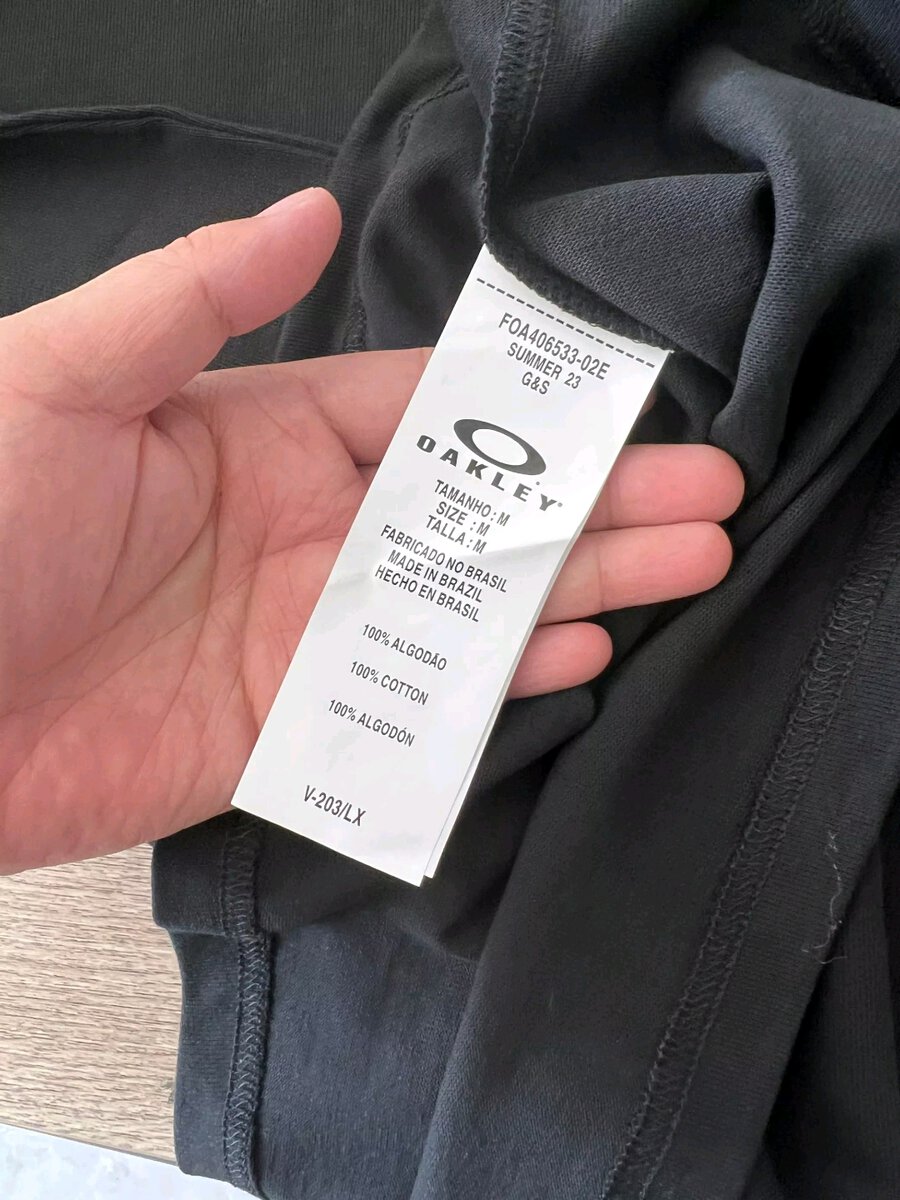 FOA406533-02E
SUMMER 23
G&S
OAKLEY®
TAMANHO : M
SIZE : M
TALLA : M
FABRICADO NO BRASIL
MADE IN BRAZIL
HECHO EN BRASIL
100% ALGODÃO
100% COTTON
100% ALGODÓN
V-203/LX